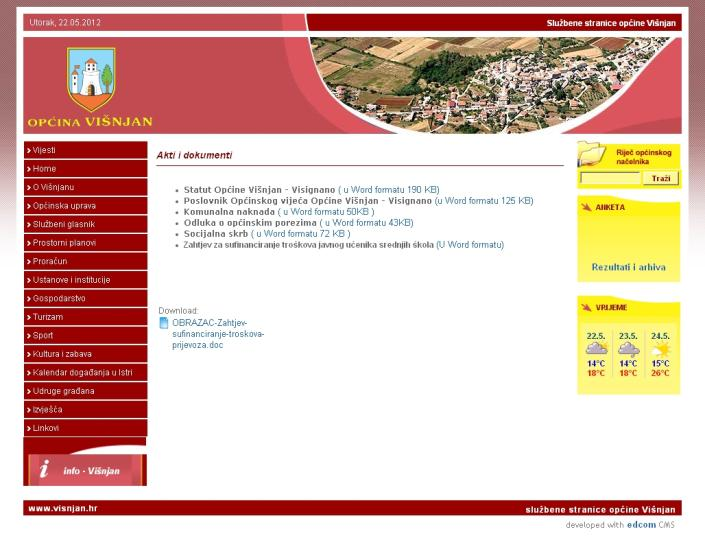 Utorak, 22.05.2012
Službene stranice općine Višnjan
OPĆINA VIŠNJAN
Vijesti
Home
O Višnjanu
Općinska uprava
Službeni glasnik
Prostorni planovi
Proračun
Ustanove i institucije
Gospodarstvo
Turizam
Sport
Kultura i zabava
Kalendar događanja u Istri
Udruge građana
Izvješća
Linkovi
i info - Višnjan
Akti i dokumenti
Statut Općine Višnjan - Visignano ( u Word formatu 190 KB)
Poslovnik Općinskog vijeća Općine Višnjan - Visignano (u Word formatu 125 KB)
Komunalna naknada ( u Word formatu 50KB )
Odluka o općinskim porezima ( u Word formatu 43KB)
Socijalna skrb ( u Word formatu 72 KB )
Zahtjev za sufinanciranje troškova javnog učenika srednjih škola (U Word formatu)
Download:
OBRAZAC-Zahtjev-
sufinanciranje-troskova-
prijevoza.doc
Riječ općinskog
načelnika
Traži
ANKETA
Rezultati i arhiva
VRIJEME
22.5. 23.5. 24.5.
14°C 14°C 15°C
18°C 18°C 26°C
www.visnjan.hr
službene stranice općine Višnjan
developed with edcom CMS